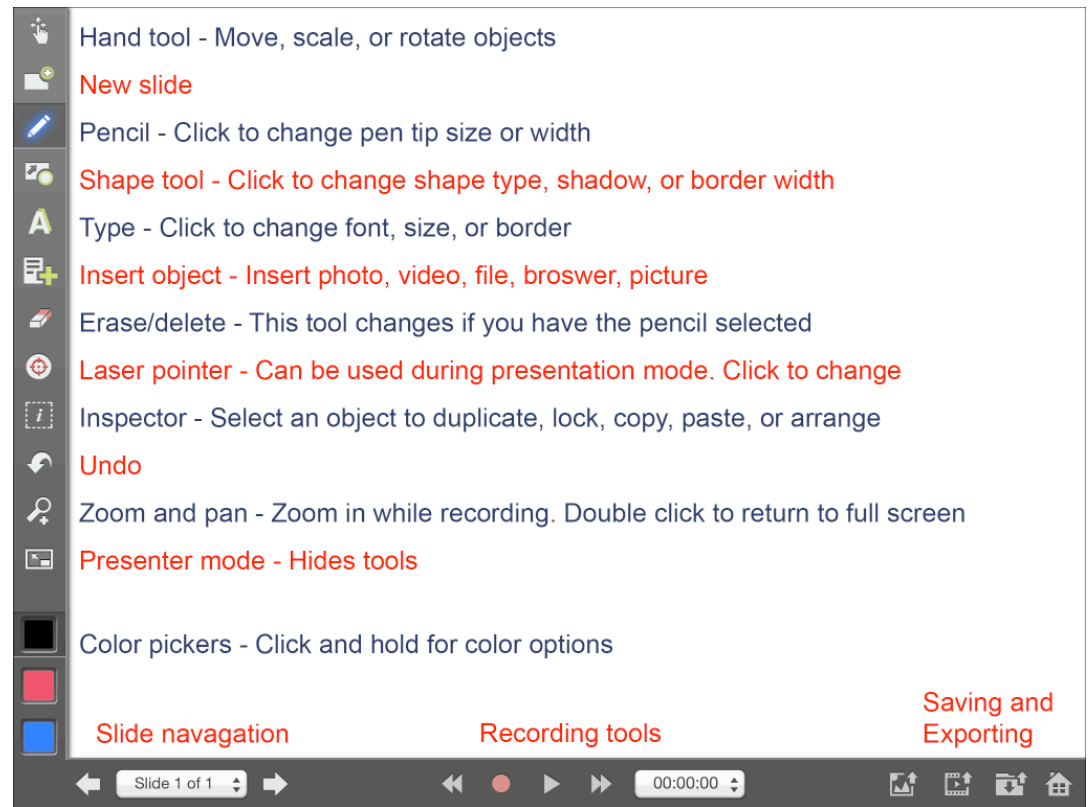 Hand tool - Move, scale, or rotate objects
New slide
Pencil - Click to change pen tip size or width
Shape tool - Click to change shape type, shadow, or border width
Type - Click to change font, size, or border
Insert object - Insert photo, video, file, broswer, picture
Erase/delete - This tool changes if you have the pencil selected
Laser pointer - Can be used during presentation mode. Click to change
Inspector - Select an object to duplicate, lock, copy, paste, or arrange
Undo
Zoom and pan - Zoom in while recording. Double click to return to full screen
Presenter mode - Hides tools
Color pickers - Click and hold for color options
Slide navagation
Recording tools
Saving and
Exporting
Slide 1 of 1
00:00:00